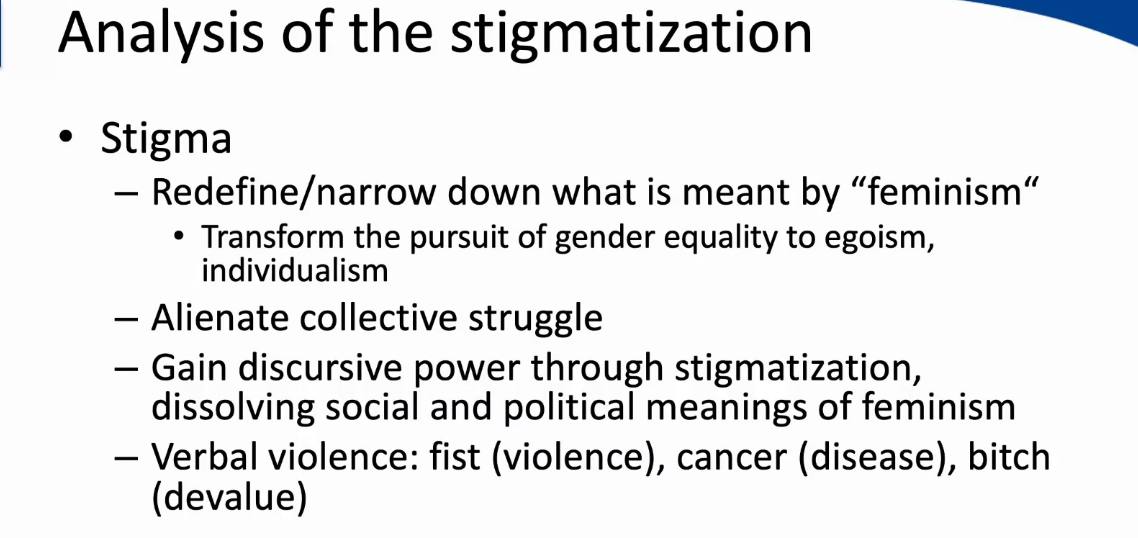 Analysis of the stigmatization
• Stigma
– Redefine/narrow down what is meant by “feminism“
• Transform the pursuit of gender equality to egoism,
individualism
– Alienate collective struggle
– Gain discursive power through stigmatization,
dissolving social and political meanings of feminism
– Verbal violence: fist (violence), cancer (disease), bitch
(devalue)